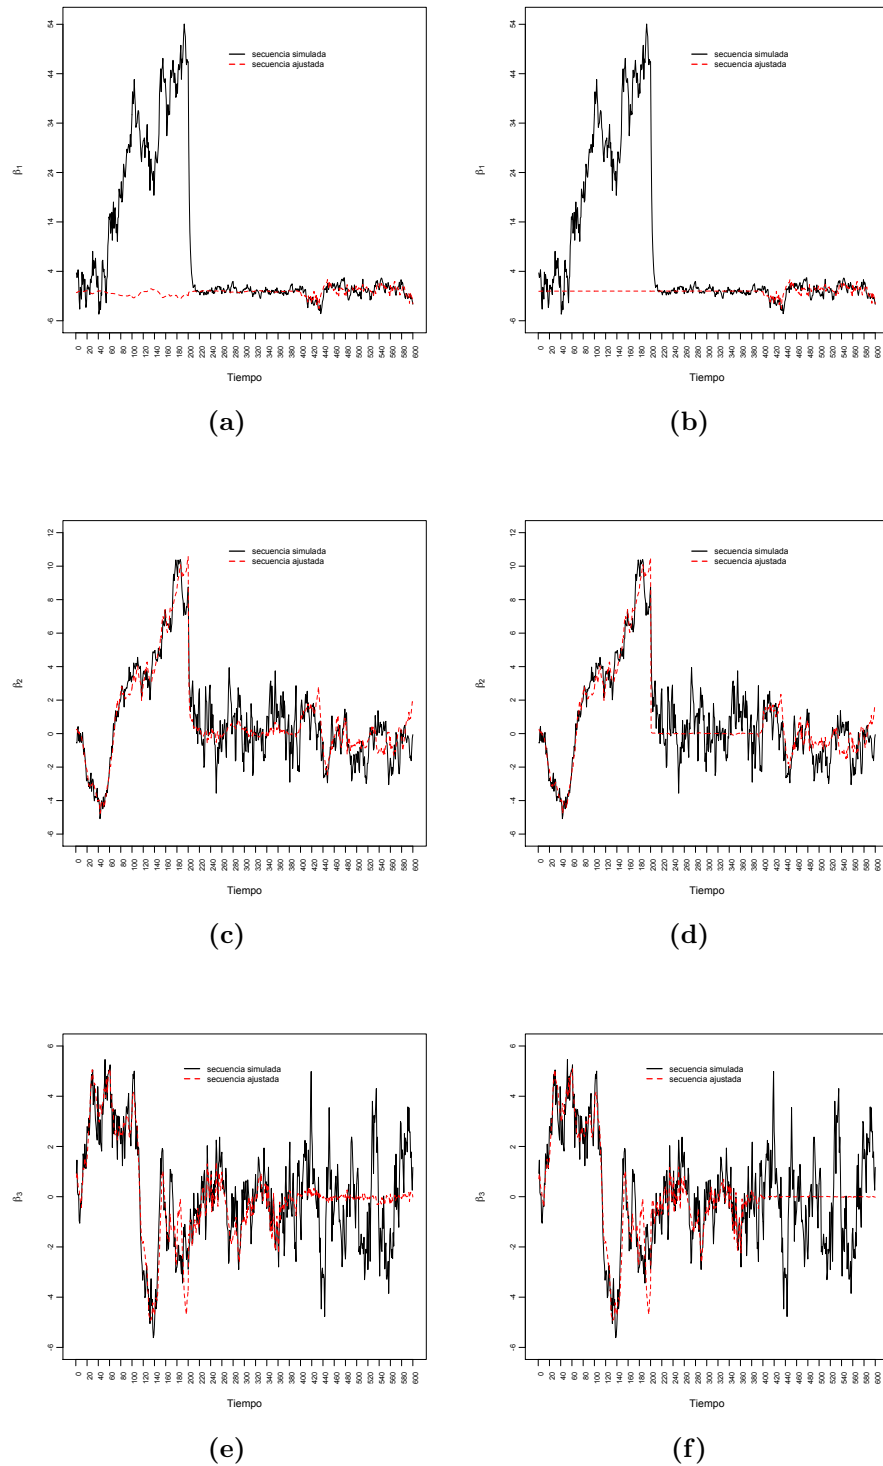 54
44
34
24
14
4
-6
β1
secuencia simulada
secuencia ajustada
0 20 40 60 80 100 120 140 160 180 200 220 240 260 280 300 320 340 360 380 400 420 440 460 480 500 520 540 560 580 600
Tiempo
(a)
54
44
34
24
14
4
-6
β1
secuencia simulada
secuencia ajustada
0 20 40 60 80 100 120 140 160 180 200 220 240 260 280 300 320 340 360 380 400 420 440 460 480 500 520 540 560 580 600
Tiempo
(b)
12
10
8
6
4
2
0
-2
-4
-6
β2
secuencia simulada
secuencia ajustada
0 20 40 60 80 100 120 140 160 180 200 220 240 260 280 300 320 340 360 380 400 420 440 460 480 500 520 540 560 580 600
Tiempo
(c)
12
10
8
6
4
2
0
-2
-4
-6
β2
secuencia simulada
secuencia ajustada
0 20 40 60 80 100 120 140 160 180 200 220 240 260 280 300 320 340 360 380 400 420 440 460 480 500 520 540 560 580 600
Tiempo
(d)
6
4
2
0
-2
-4
-6
β3
secuencia simulada
secuencia ajustada
0 20 40 60 80 100 120 140 160 180 200 220 240 260 280 300 320 340 360 380 400 420 440 460 480 500 520 540 560 580 600
Tiempo
(e)
6
4
2
0
-2
-4
-6
β3
secuencia simulada
secuencia ajustada
0 20 40 60 80 100 120 140 160 180 200 220 240 260 280 300 320 340 360 380 400 420 440 460 480 500 520 540 560 580 600
Tiempo
(f)